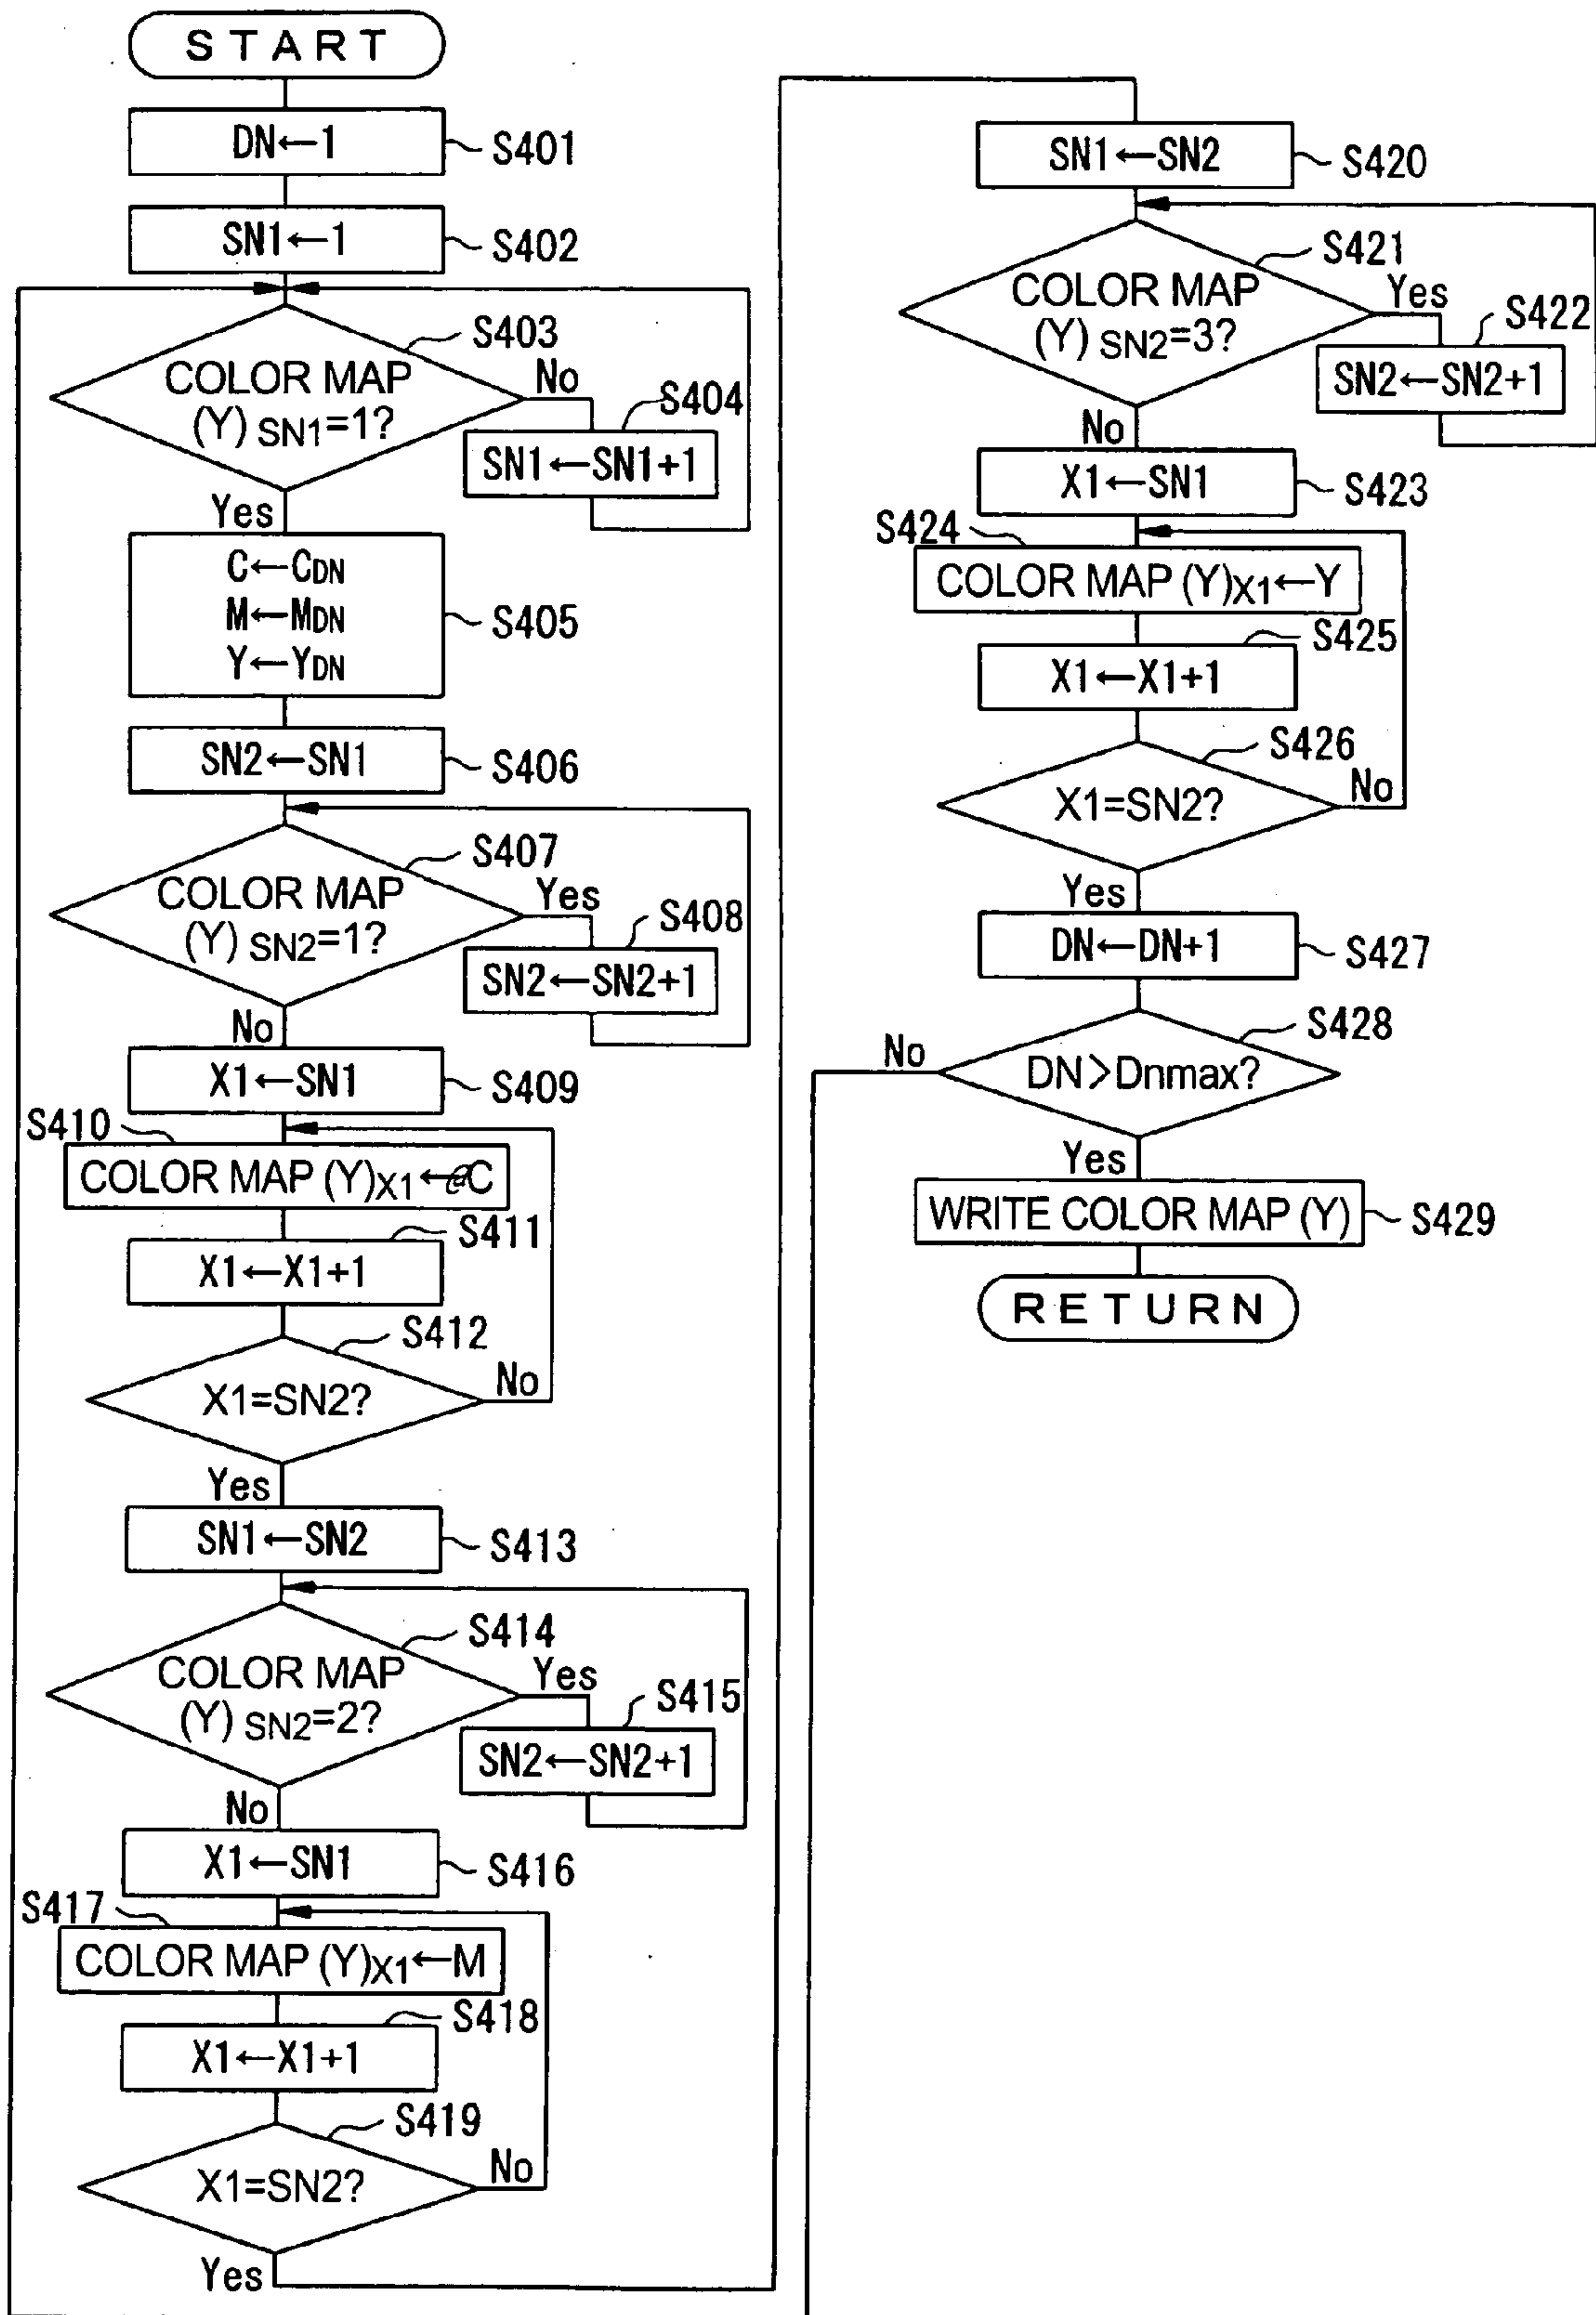 START
DN←1
S401
SN1←1
S402
S403
COLOR MAP
(Y) SN1=1?
No
S404
SN1←SN1+1
Yes
C←CDN
M←MDN
Y←YDN
S405
SN2←SN1
S406
S407
COLOR MAP
(Y) SN2=1?
Yes
S408
SN2←SN2+1
No
X1←SN1
S409
S410
COLOR MAP (Y)X1←@C
S411
X1←X1+1
S412
X1=SN2?
No
Yes
SN1←SN2
S413
S414
COLOR MAP
(Y) SN2=2?
Yes
S415
SN2←SN2+1
No
X1←SN1
S416
S417
COLOR MAP (Y)X1←M
S418
X1←X1+1
S419
X1=SN2?
No
Yes
SN1←SN2
S420
S421
COLOR MAP
(Y) SN2=3?
Yes
S422
SN2←SN2+1
No
X1←SN1
S423
S424
COLOR MAP (Y)X1←Y
S425
X1←X1+1
S426
X1=SN2?
No
Yes
DN←DN+1
S427
S428
DN>Dnmax?
No
Yes
WRITE COLOR MAP (Y)
S429
RETURN